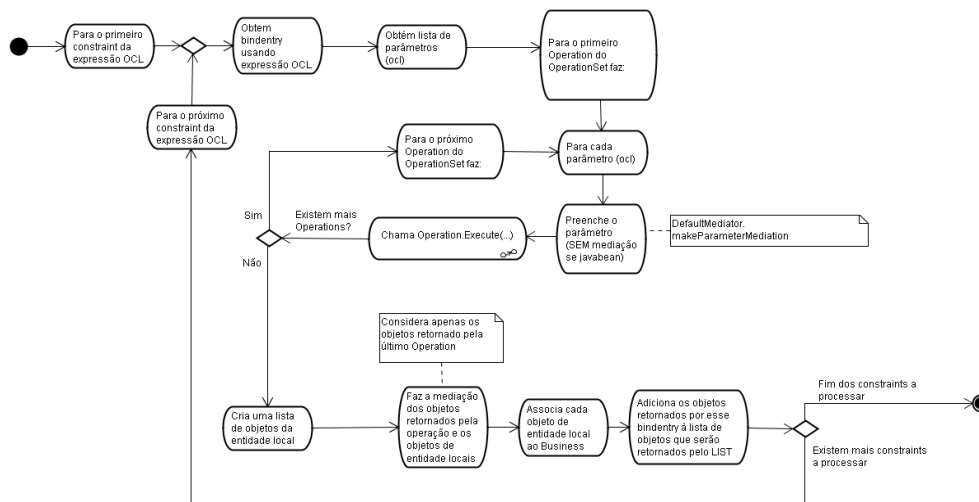 Para o primeiro
constraint da
expressão OCL
Obtem
bindentry
usando
expressão OCL
Obtém lista de
parâmetros
(ocl)
Para o primeiro
Operation do
OperationSet faz:
Para o próximo
constraint da
expressão OCL
Para o próximo
Operation do
OperationSet faz:
Para cada
parâmetro (ocl)
Sim
Existem mais
Operations?
Não
Chama Operation.Execute(...)
Preenche o
parâmetro
(SEM mediação
se javabean)
DefaultMediator.
makeParameterMediation
Considera apenas os
objetos retornado pela
último Operation
Cria uma lista
de objetos da
entidade local
Faz a mediação
dos objetos
retornados pela
operação e os
objetos de
entidade locais
Associa cada
objeto de
entidade local
ao Business
Adiciona os objetos
retornados por esse
bindentry à lista de
objetos que serão
retornados pelo LIST
Fim dos constraints a
processar
Existem mais constraints
a processar